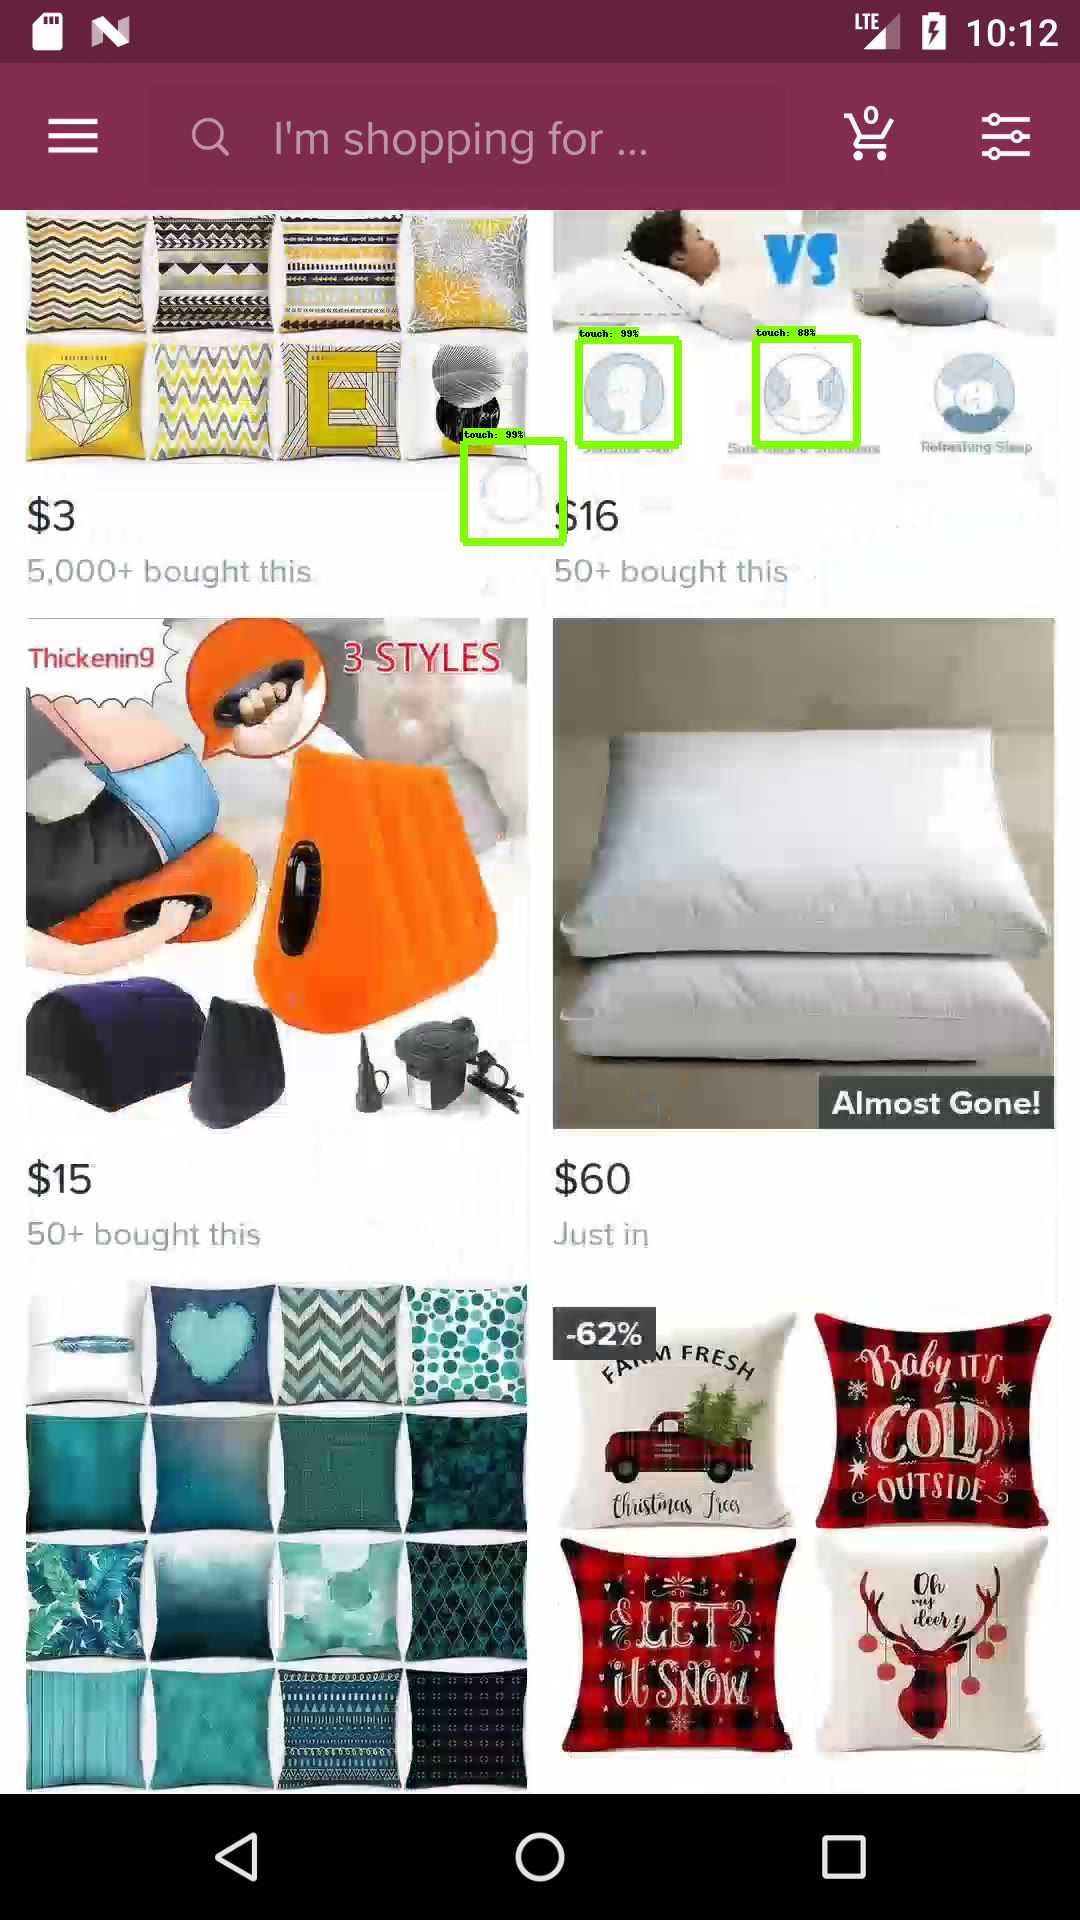 LTE 10:12
I'm shopping for ...
0
VS
E
touch: 99%
touch: 88%
touch: 99%
Refreshing Sleep
$3
$16
5,000+ bought this
50+ bought this
Thickening
3 STYLES
Almost Gone!
$15
$60
50+ bought this
Just in
-62%
FARM FRESH
Christmas Trees
Baby, IT'S
COLD
OUTSIDE
LET
it SNOW
Oh
my
deer!